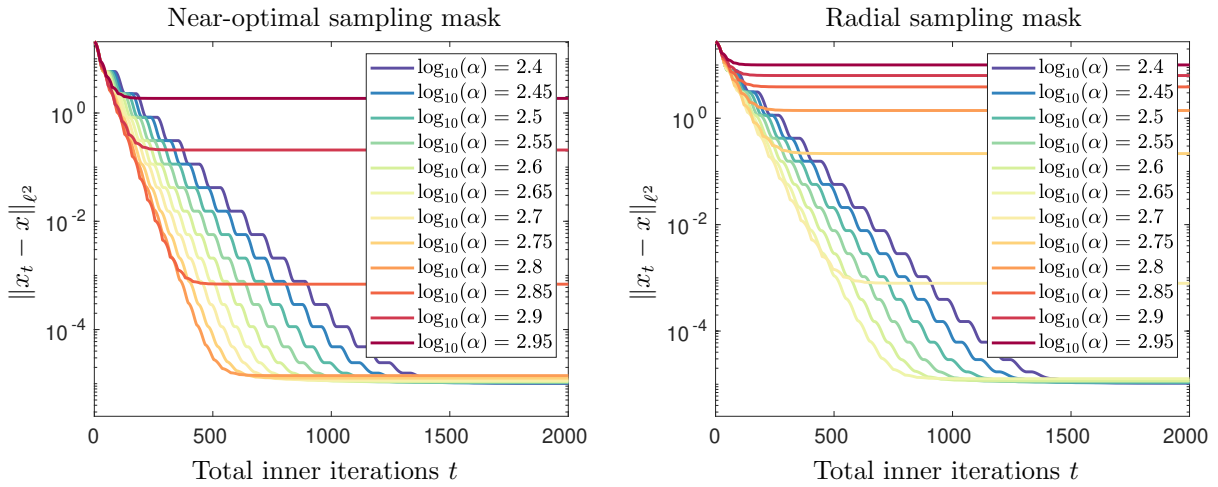 Near-optimal sampling mask
10^0
10^-2
10^-4
||x_t − x||_ℓ²
log₁₀(α) = 2.4
log₁₀(α) = 2.45
log₁₀(α) = 2.5
log₁₀(α) = 2.55
log₁₀(α) = 2.6
log₁₀(α) = 2.65
log₁₀(α) = 2.7
log₁₀(α) = 2.75
log₁₀(α) = 2.8
log₁₀(α) = 2.85
log₁₀(α) = 2.9
log₁₀(α) = 2.95
0 500 1000 1500 2000
Total inner iterations t
Radial sampling mask
10^0
10^-2
10^-4
||x_t − x||_ℓ²
log₁₀(α) = 2.4
log₁₀(α) = 2.45
log₁₀(α) = 2.5
log₁₀(α) = 2.55
log₁₀(α) = 2.6
log₁₀(α) = 2.65
log₁₀(α) = 2.7
log₁₀(α) = 2.75
log₁₀(α) = 2.8
log₁₀(α) = 2.85
log₁₀(α) = 2.9
log₁₀(α) = 2.95
0 500 1000 1500 2000
Total inner iterations t